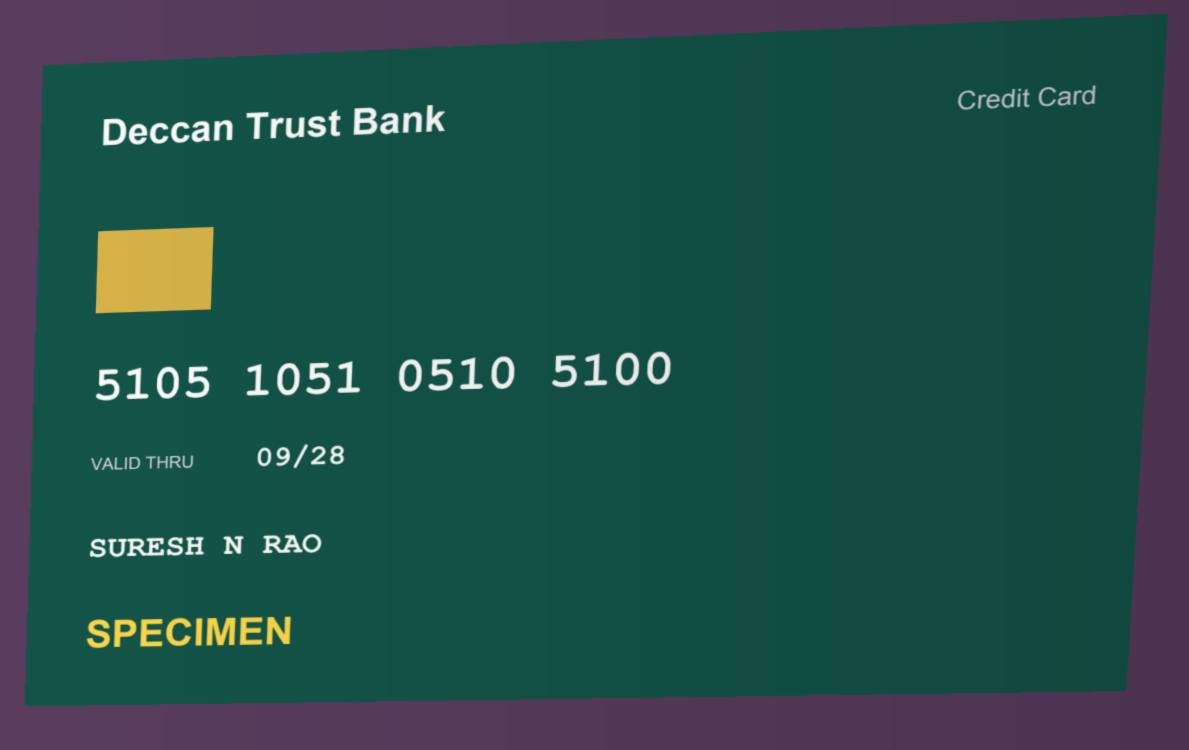 Deccan Trust Bank
Credit Card
5105 1051 0510 5100
VALID THRU 09/28
SURESH N RAO
SPECIMEN